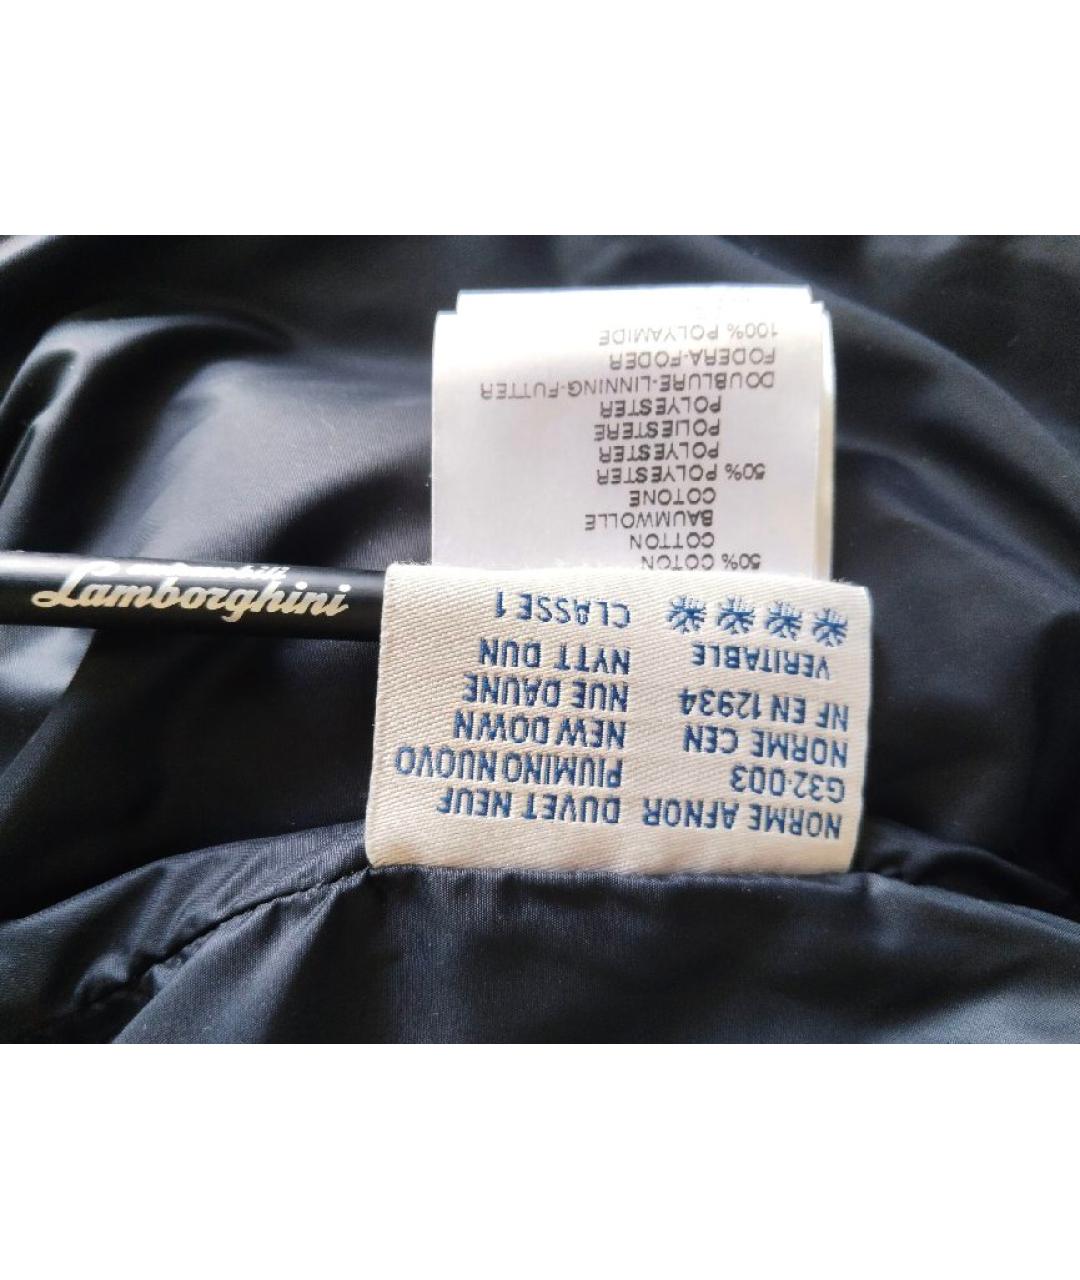 NORME AFNOR DUVET NEUF
G32-003 PIUMINO NUOVO
NORME CEN NEW DOWN
NF EN 12934 NUE DAUNE
VERITABLE NYTT DUN
CLASSE 1
50% COTON
COTTON
BAUMWOLLE
COTONE
50% POLYESTER
POLYESTER
POLIESTERE
POLYESTER
DOUBLURE-LINNING-FUTTER
FODERA-FODER
100% POLYAMIDE
Lamborghini